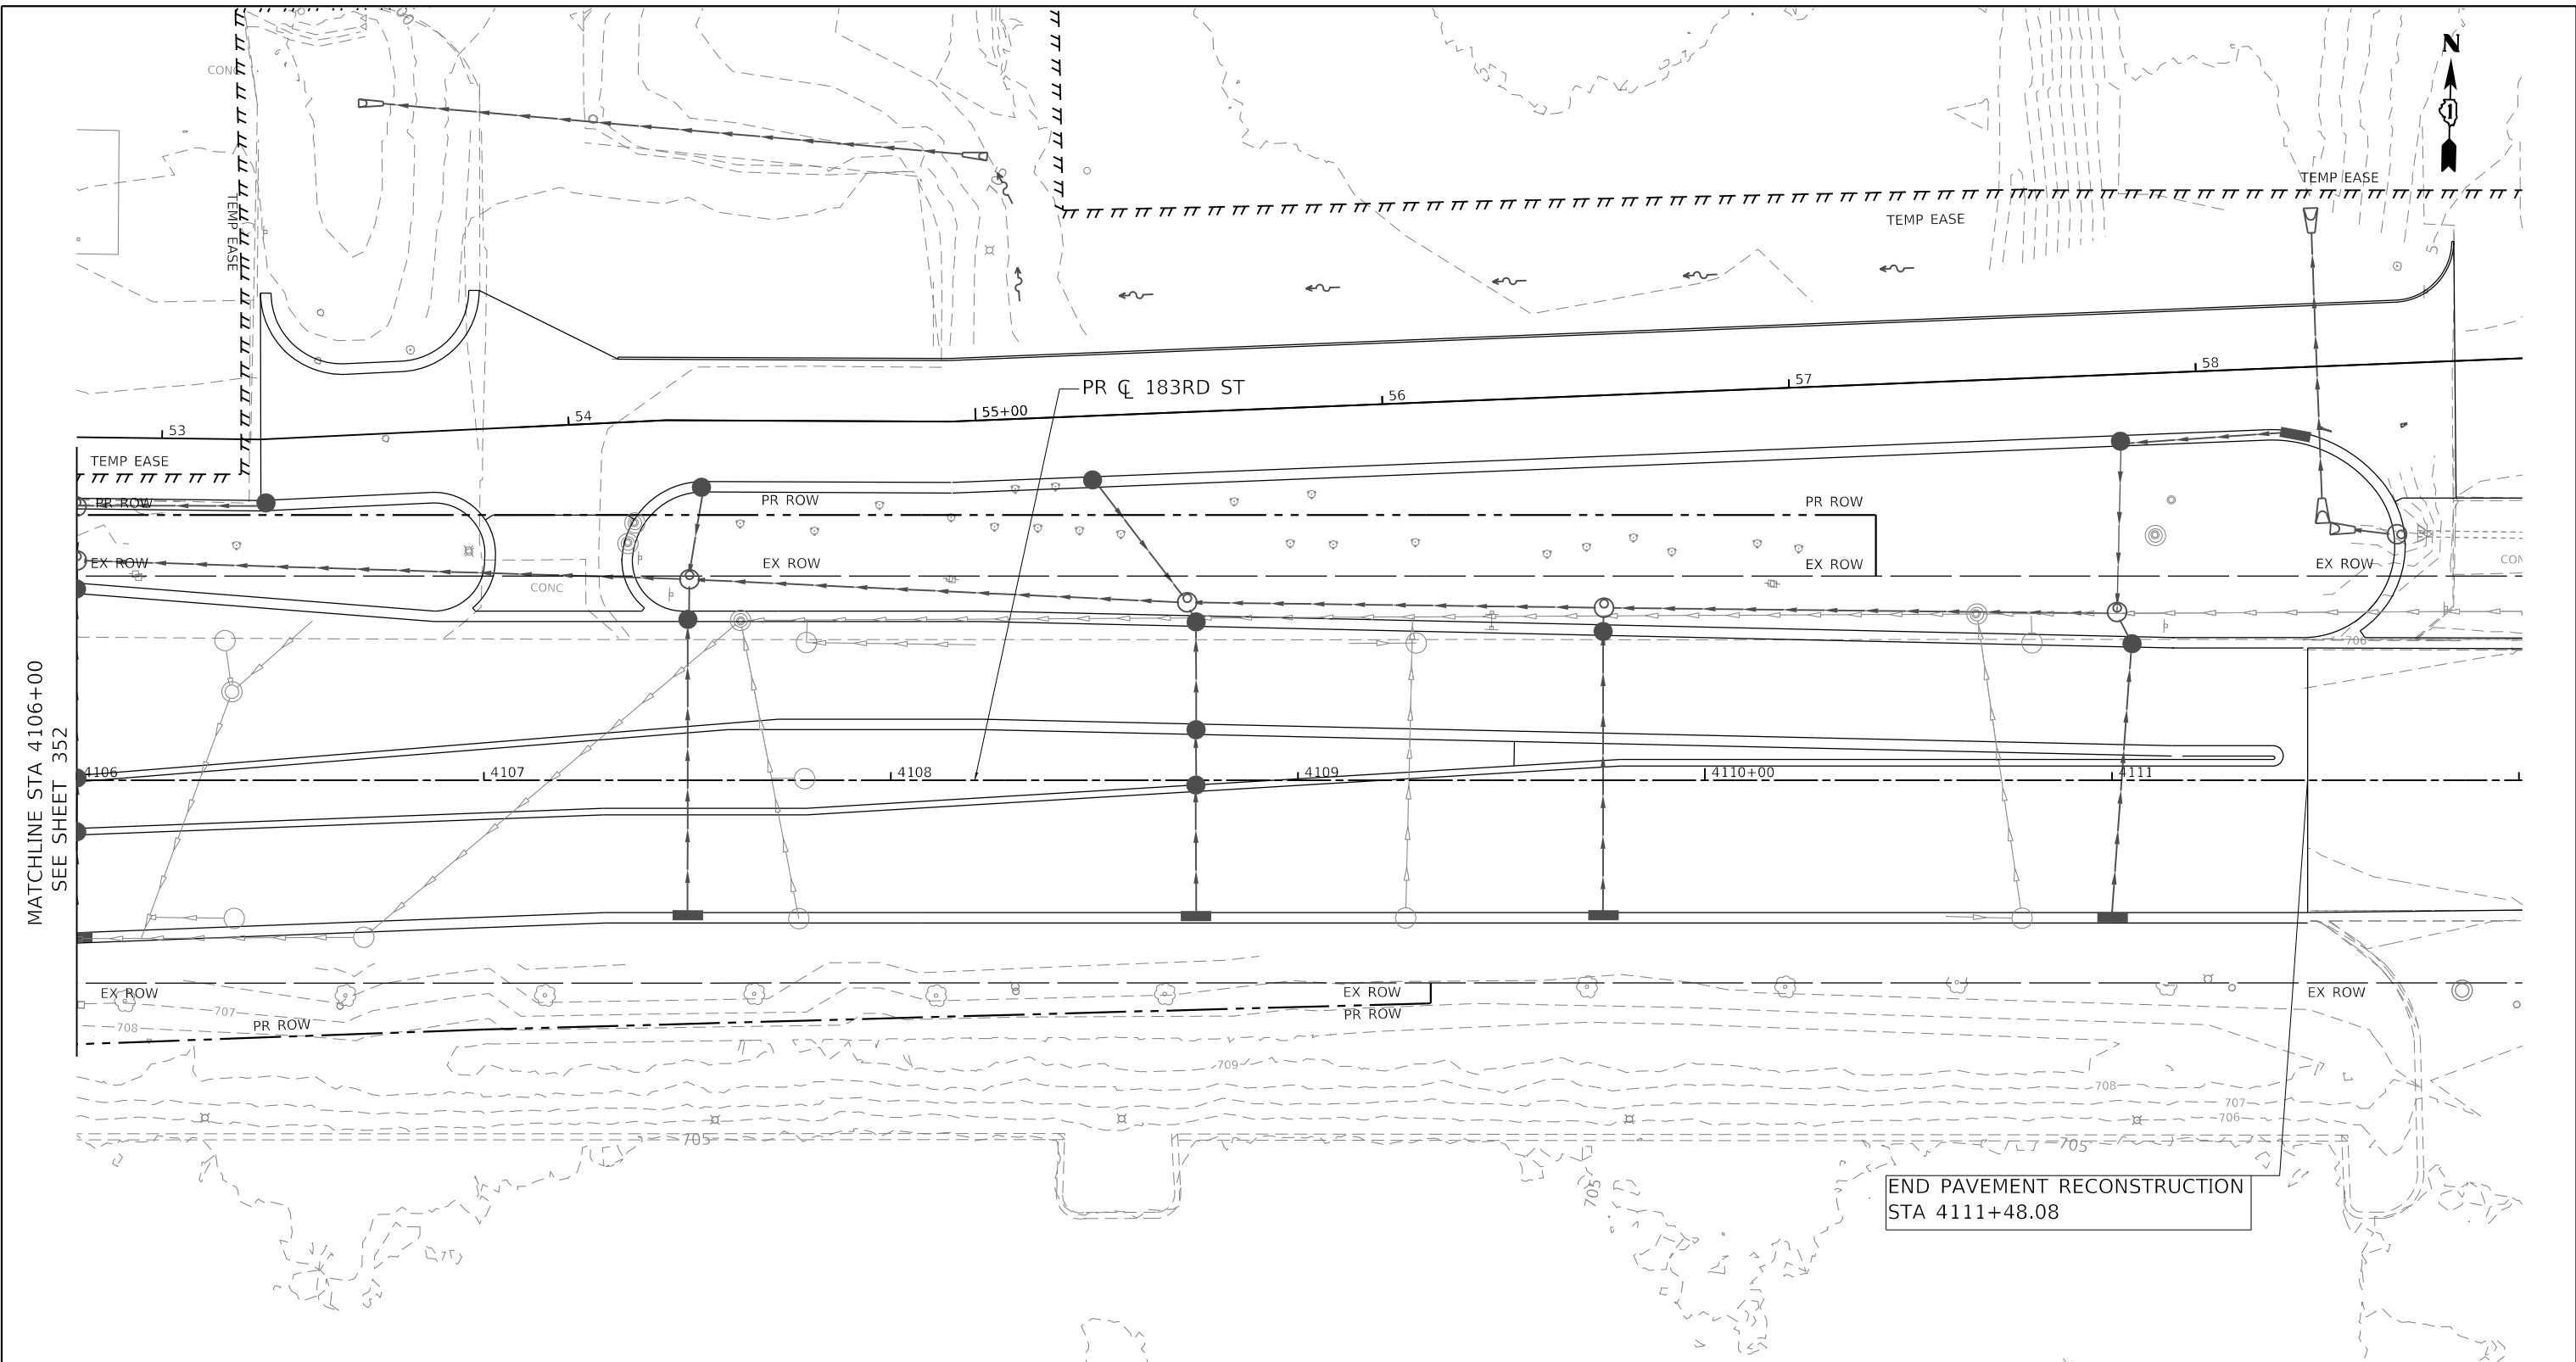 N
CONC
1
TEMP EASE
TEMP EASE
TEMP EASE
58
57
PR ℄ 183RD ST
56
55+00
54
53
TEMP EASE
PR ROW
PR ROW
PR ROW
EX ROW
EX ROW
EX ROW
EX ROW
CONC
706
MATCHLINE STA 4106+00
SEE SHEET 352
4106
4107
4108
4109
4110+00
4111
EX ROW
EX ROW
EX ROW
707
708
PR ROW
PR ROW
709
708
707
706
705
705
705
END PAVEMENT RECONSTRUCTION
STA 4111+48.08